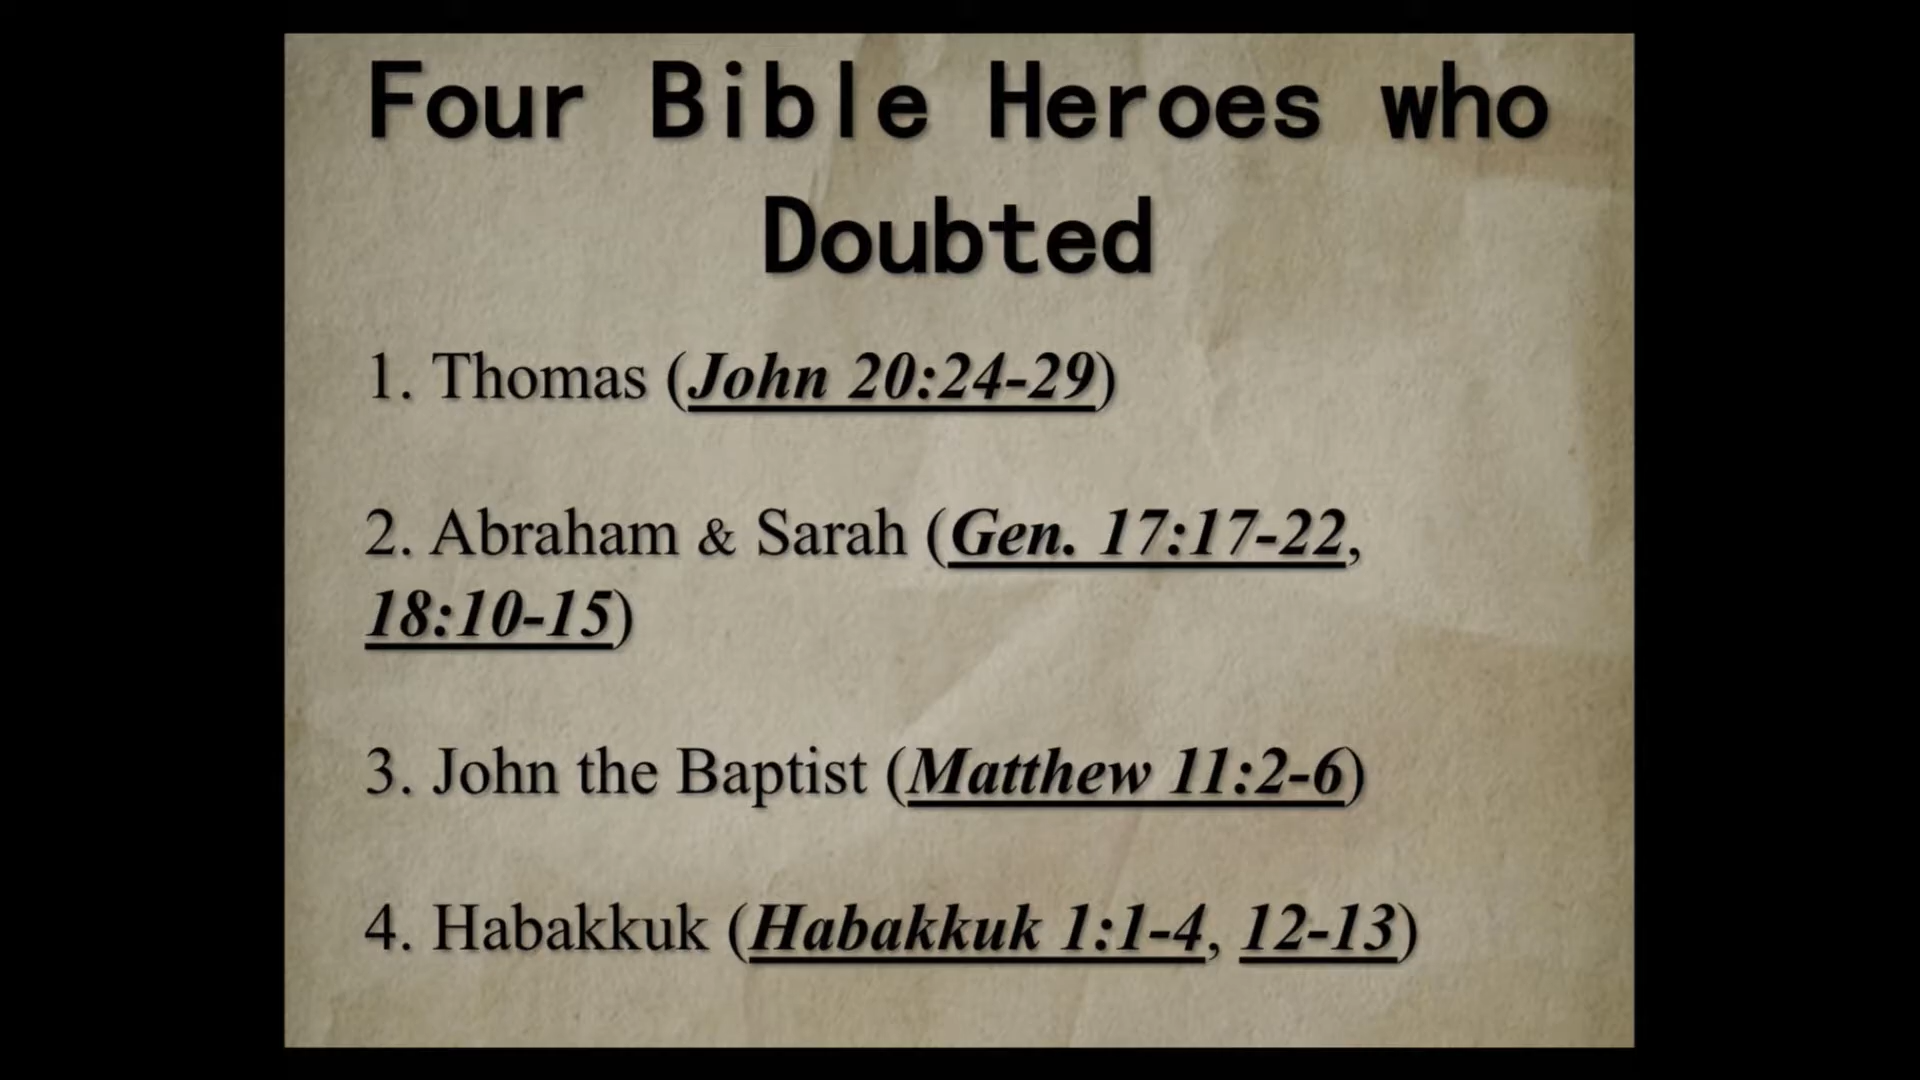 Four Bible Heroes who
Doubted
1. Thomas (John 20:24-29)
2. Abraham & Sarah (Gen. 17:17-22,
18:10-15)
3. John the Baptist (Matthew 11:2-6)
4. Habakkuk (Habakkuk 1:1-4, 12-13)